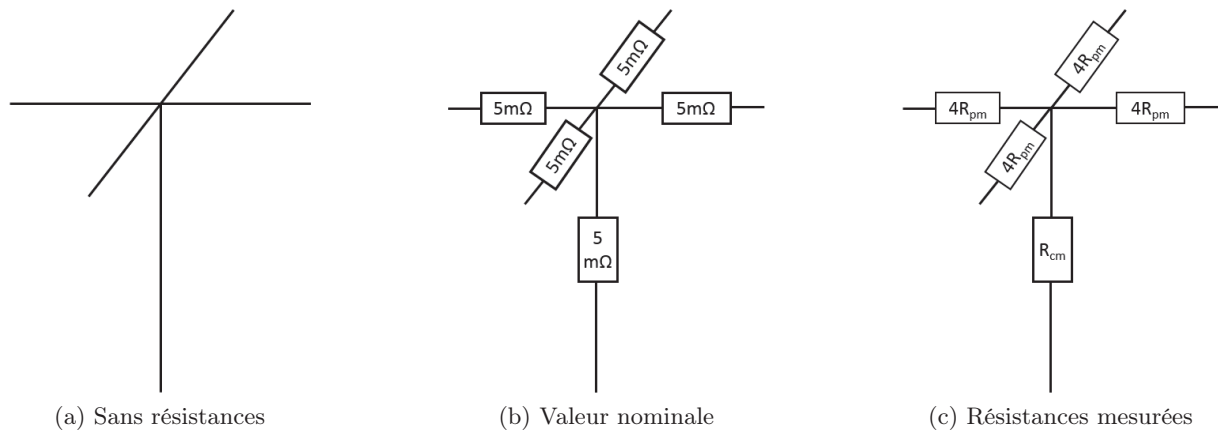 5mΩ
5mΩ
5mΩ
5mΩ
5
mΩ
4Rpm
4Rpm
4Rpm
4Rpm
Rcm
(a) Sans résistances
(b) Valeur nominale
(c) Résistances mesurées